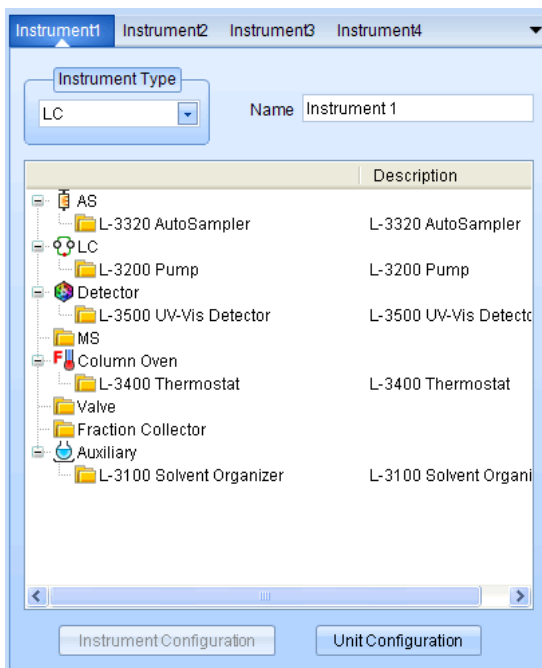 Instrument1 Instrument2 Instrument3 Instrument4
Instrument Type
LC
Name Instrument 1
Description
AS
L-3320 AutoSampler L-3320 AutoSampler
LC
L-3200 Pump L-3200 Pump
Detector
L-3500 UV-Vis Detector L-3500 UV-Vis Detectc
MS
Column Oven
L-3400 Thermostat L-3400 Thermostat
Valve
Fraction Collector
Auxiliary
L-3100 Solvent Organizer L-3100 Solvent Organi
Instrument Configuration Unit Configuration